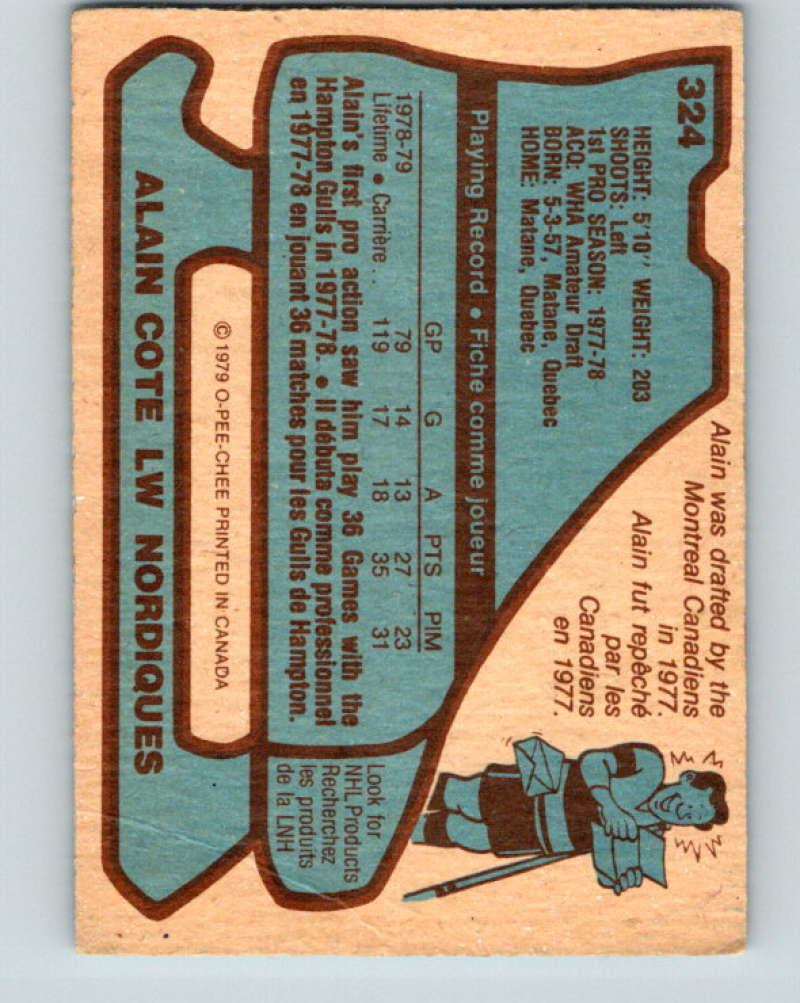 324
HEIGHT: 5'10" WEIGHT: 203
SHOOTS: Left
1st PRO SEASON: 1977-78
ACQ: WHA Amateur Draft
BORN: 5-3-57, Matane, Quebec
HOME: Matane, Quebec
Alain was drafted by the
Montreal Canadiens
in 1977.
Alain fut repêché
par les
Canadiens
en 1977.
Playing Record • Fiche comme joueur
GP G A PTS PIM
1978-79 79 14 13 27 23
Lifetime • Carrière... 119 17 18 35 31
Alain's first pro action saw him play 36 Games with the
Hampton Gulls in 1977-78. • Il débuta comme professionnel
en 1977-78 en jouant 36 matches pour les Gulls de Hampton.
Look for
NHL Products
Recherchez
les produits
de la LNH
© 1979 O-PEE-CHEE PRINTED IN CANADA
ALAIN COTE LW NORDIQUES